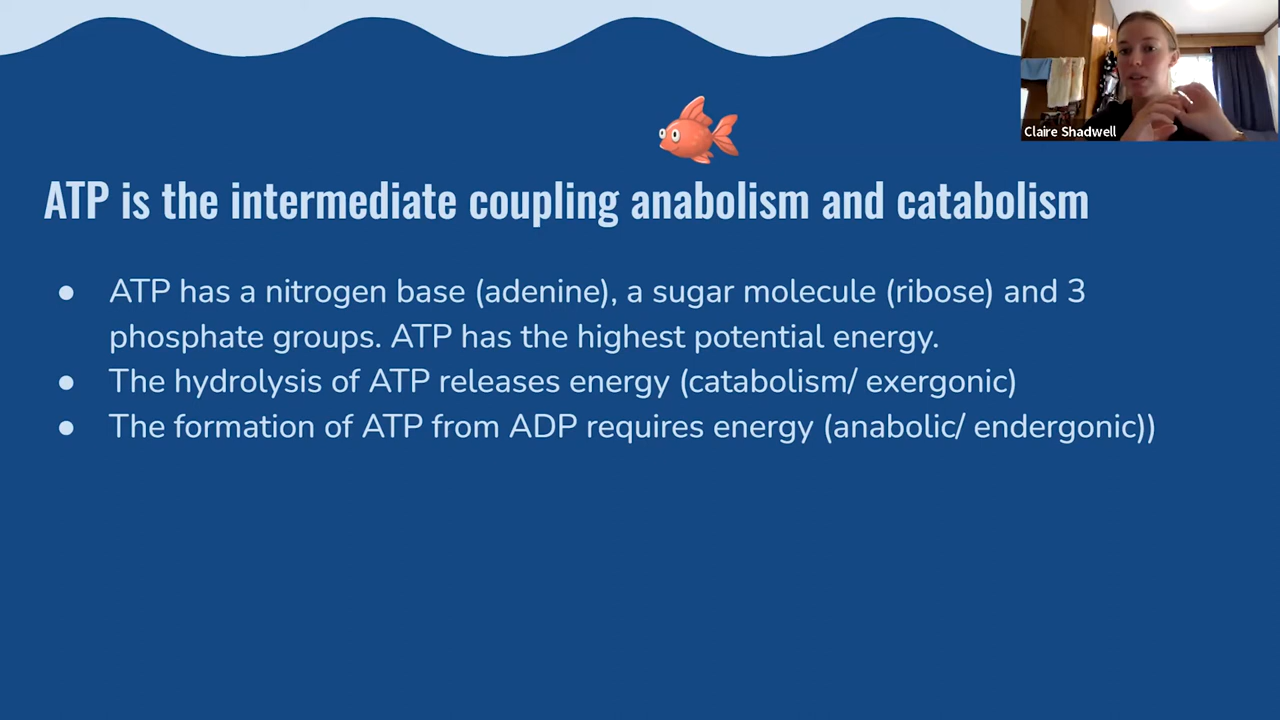 Claire Shadwell
ATP is the intermediate coupling anabolism and catabolism
● ATP has a nitrogen base (adenine), a sugar molecule (ribose) and 3
phosphate groups. ATP has the highest potential energy.
● The hydrolysis of ATP releases energy (catabolism/ exergonic)
● The formation of ATP from ADP requires energy (anabolic/ endergonic))